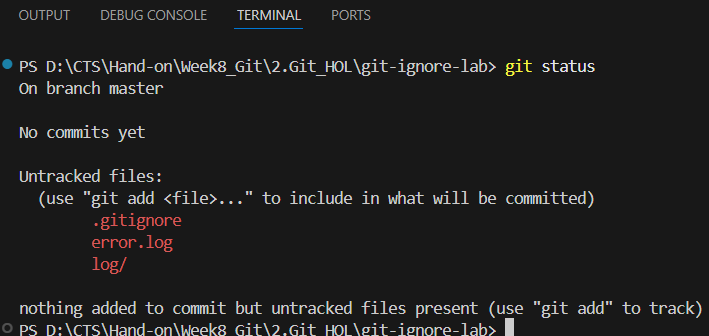 OUTPUT DEBUG CONSOLE TERMINAL PORTS
PS D:\CTS\Hand-on\Week8_Git\2.Git_HOL\git-ignore-lab> git status
On branch master
No commits yet
Untracked files:
(use "git add <file>..." to include in what will be committed)
.gitignore
error.log
log/
nothing added to commit but untracked files present (use "git add" to track)
PS D:\CTS\Hand-on\Week8_Git\2.Git_HOL\git-ignore-lab>